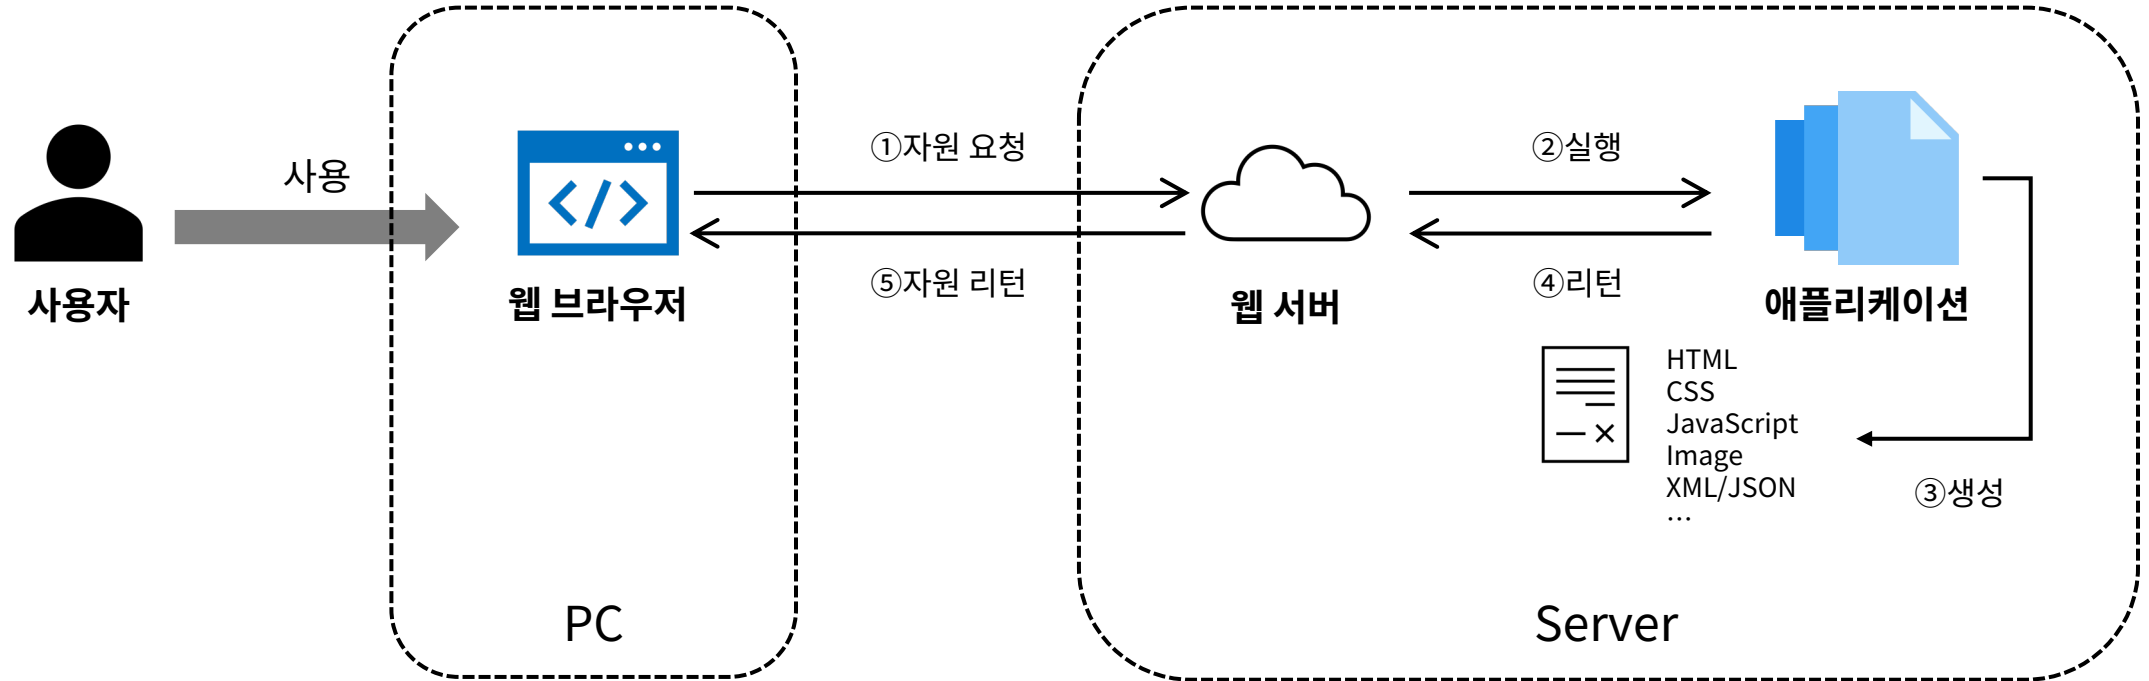 사용
사용자
웹 브라우저
PC
①자원 요청
⑤자원 리턴
웹 서버
②실행
④리턴
애플리케이션
HTML
CSS
JavaScript
Image
XML/JSON
...
③생성
Server